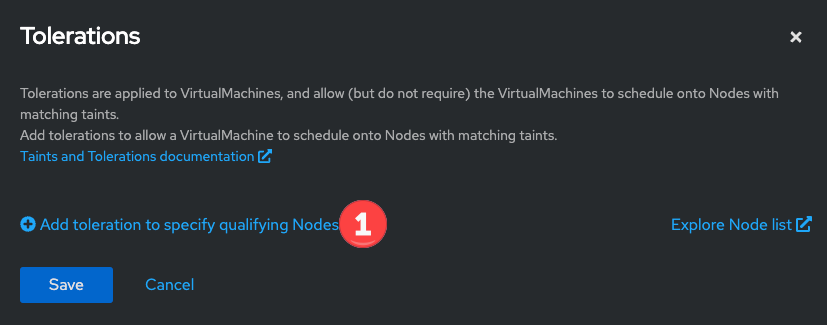 Tolerations
Tolerations are applied to VirtualMachines, and allow (but do not require) the VirtualMachines to schedule onto Nodes with
matching taints.
Add tolerations to allow a VirtualMachine to schedule onto Nodes with matching taints.
Taints and Tolerations documentation
Add toleration to specify qualifying Nodes 1 Explore Node list
Save Cancel